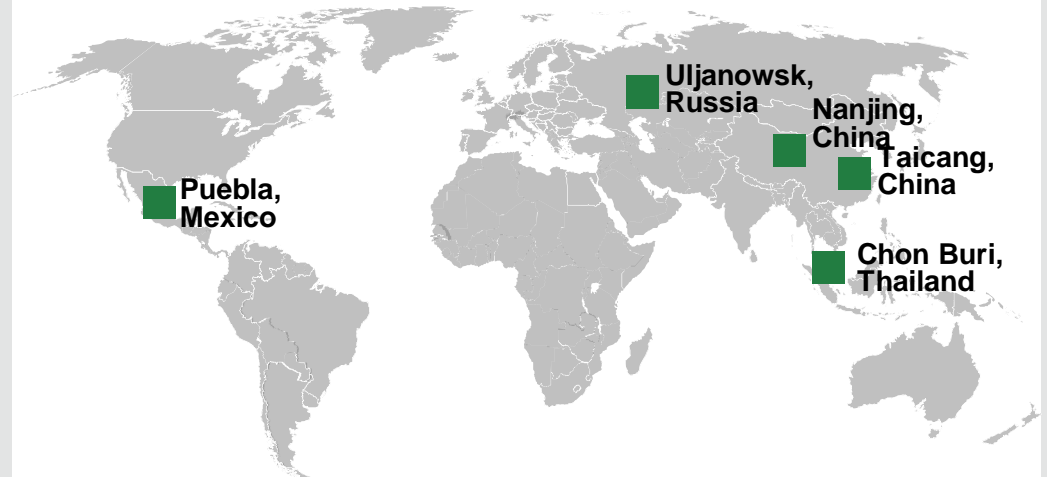 Uljanowsk,
Russia
Nanjing,
China
Taicang,
China
Puebla,
Mexico
Chon Buri,
Thailand